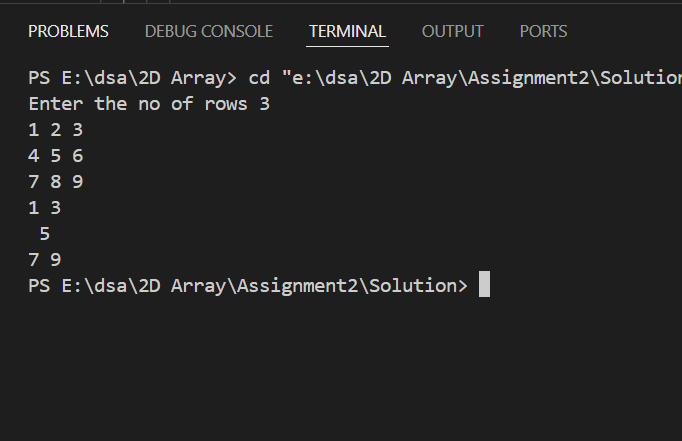 PROBLEMS DEBUG CONSOLE TERMINAL OUTPUT PORTS
PS E:\dsa\2D Array> cd "e:\dsa\2D Array\Assignment2\Solution
Enter the no of rows 3
1 2 3
4 5 6
7 8 9
1 3
 5
7 9
PS E:\dsa\2D Array\Assignment2\Solution>